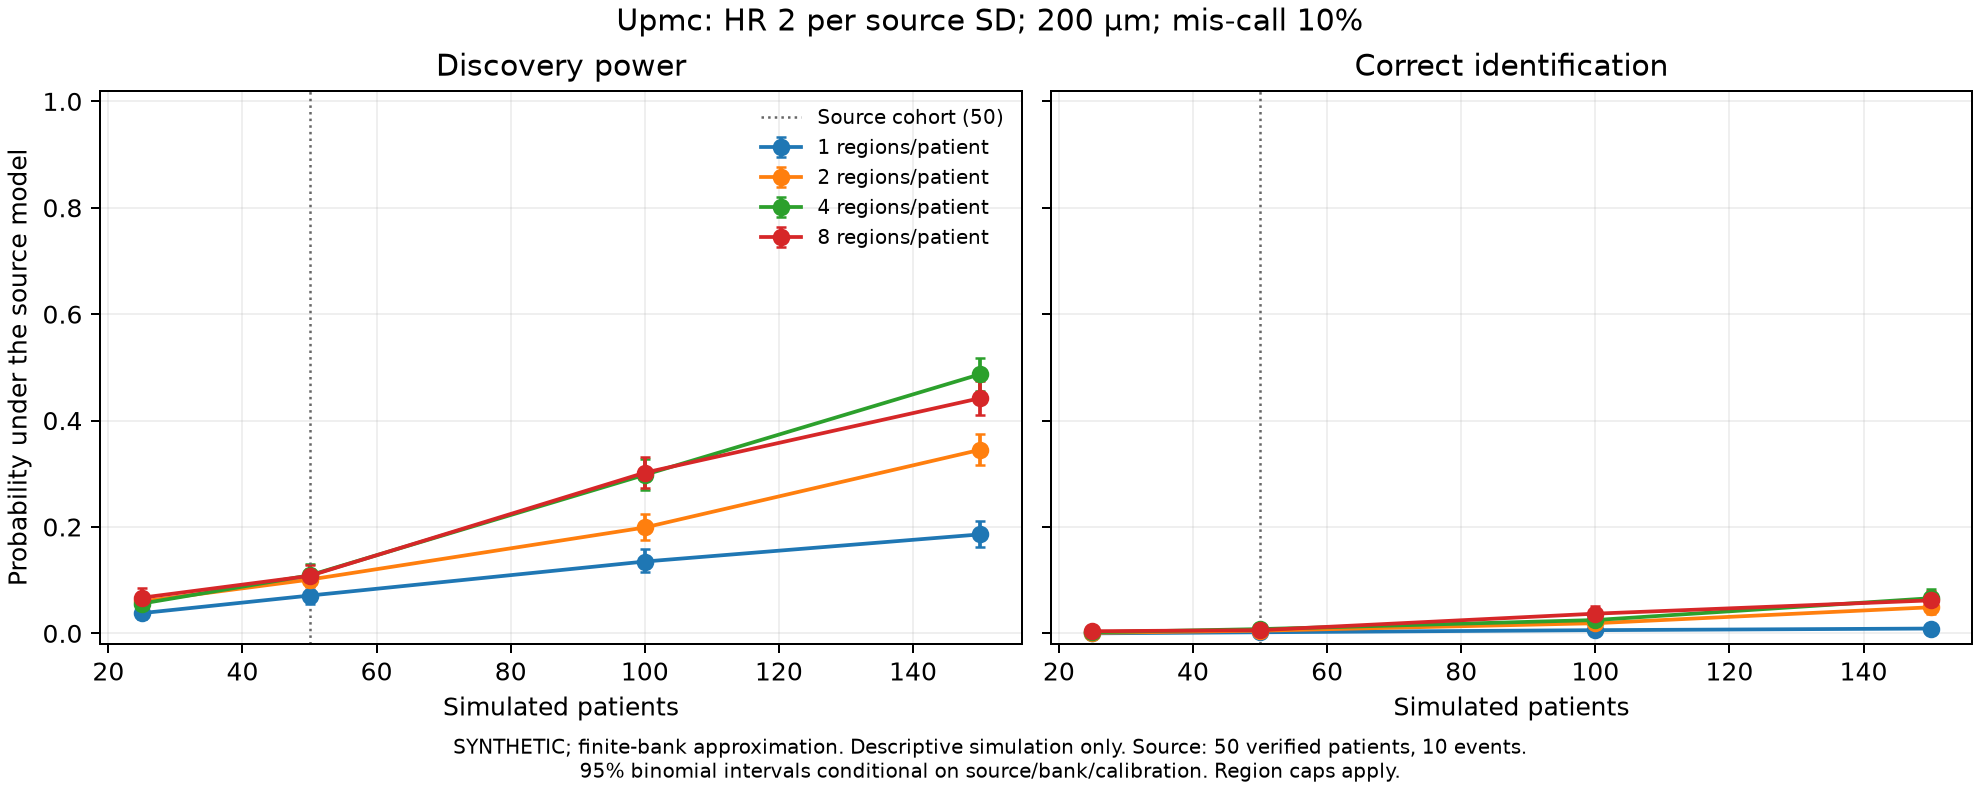 Upmc: HR 2 per source SD; 200 µm; mis-call 10%
Discovery power
Correct identification
Probability under the source model
1.0
0.8
0.6
0.4
0.2
0.0
Source cohort (50)
1 regions/patient
2 regions/patient
4 regions/patient
8 regions/patient
20 40 60 80 100 120 140
20 40 60 80 100 120 140
Simulated patients
Simulated patients
SYNTHETIC; finite-bank approximation. Descriptive simulation only. Source: 50 verified patients, 10 events.
95% binomial intervals conditional on source/bank/calibration. Region caps apply.